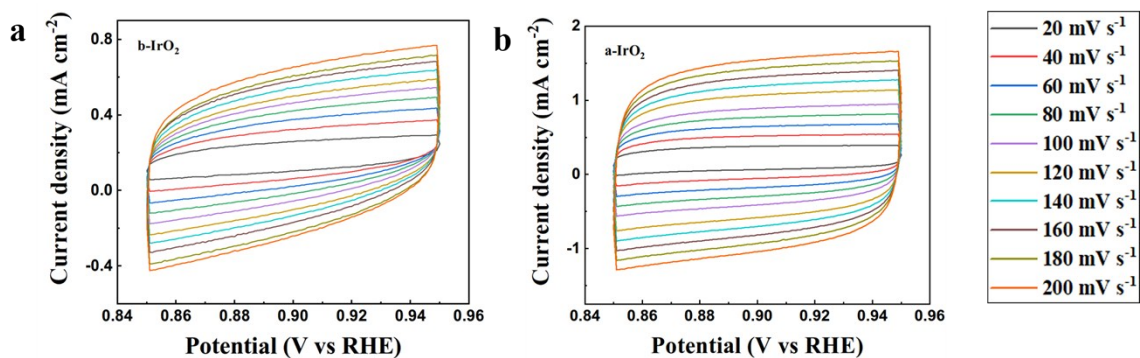 a
b-IrO₂
Current density (mA cm⁻²)
0.8
0.4
0.0
-0.4
0.84 0.86 0.88 0.90 0.92 0.94 0.96
Potential (V vs RHE)
b
a-IrO₂
Current density (mA cm⁻²)
2
1
0
-1
0.84 0.86 0.88 0.90 0.92 0.94 0.96
Potential (V vs RHE)
20 mV s⁻¹
40 mV s⁻¹
60 mV s⁻¹
80 mV s⁻¹
100 mV s⁻¹
120 mV s⁻¹
140 mV s⁻¹
160 mV s⁻¹
180 mV s⁻¹
200 mV s⁻¹